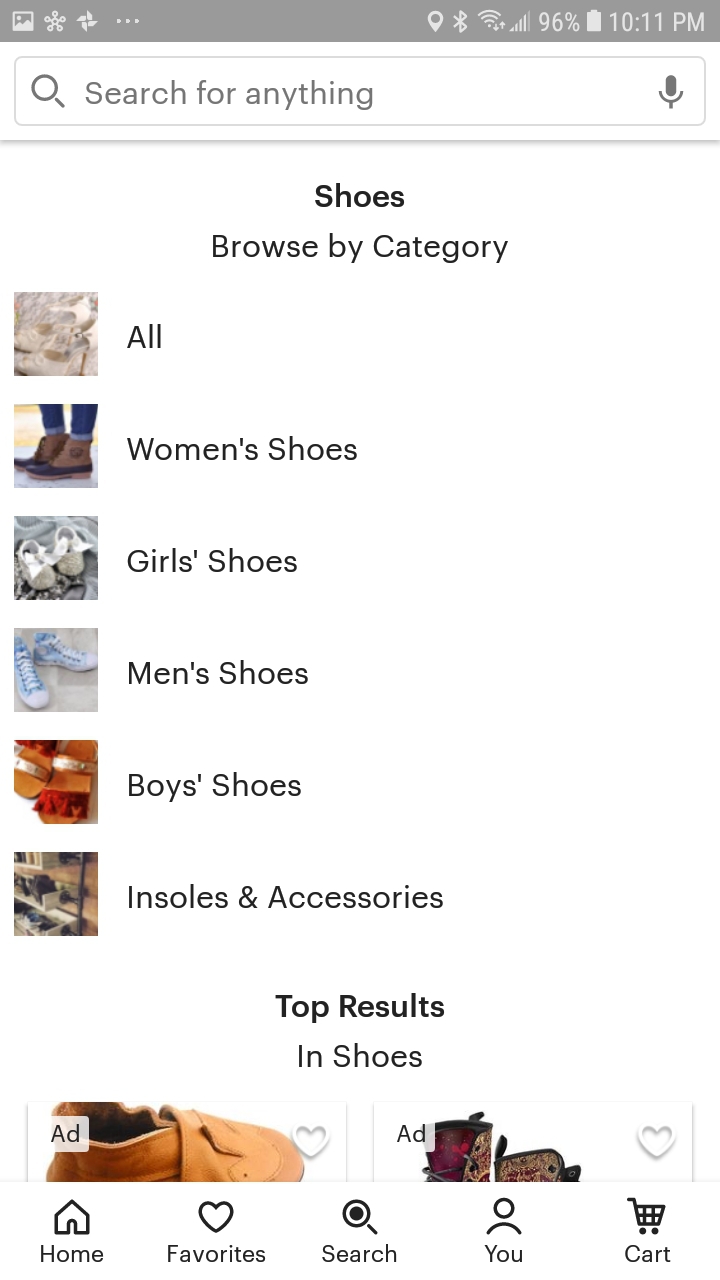 96% 10:11 PM
Search for anything
Shoes
Browse by Category
All
Women's Shoes
Girls' Shoes
Men's Shoes
Boys' Shoes
Insoles & Accessories
Top Results
In Shoes
Ad Ad
Home Favorites Search You Cart